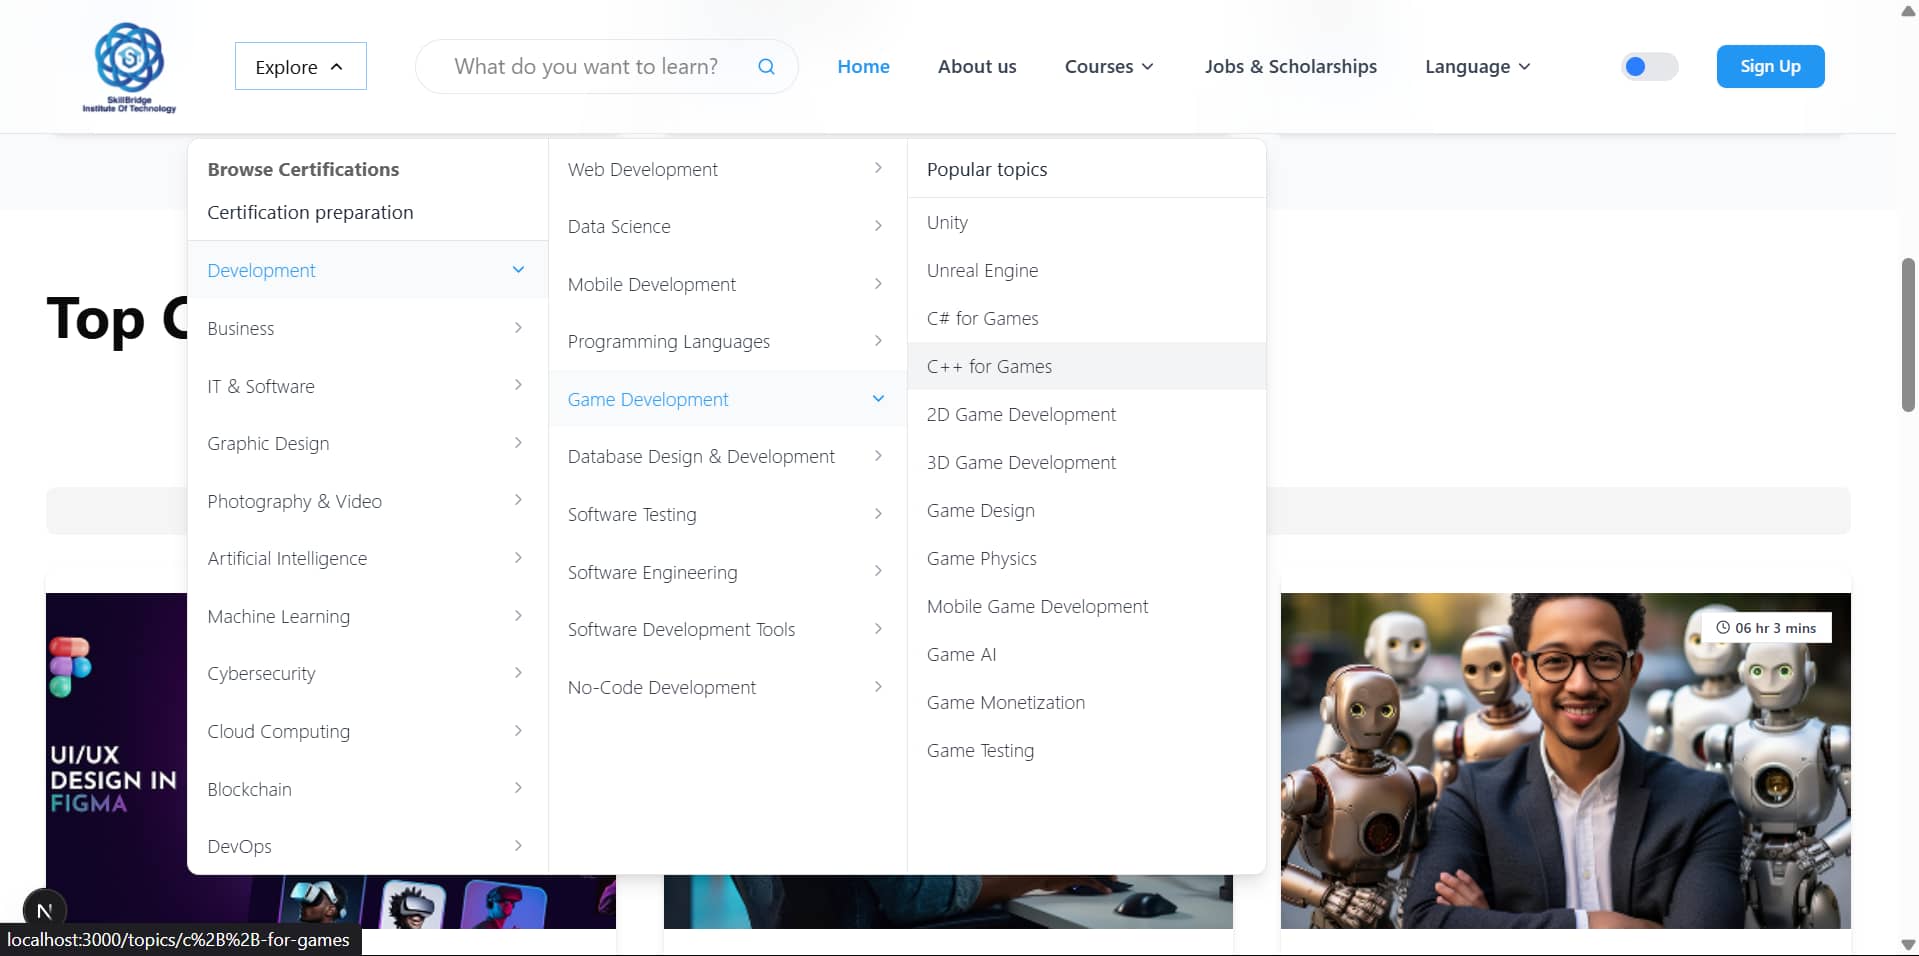 SkillBridge
Institute Of Technology
Explore
What do you want to learn?
Home
About us
Courses
Jobs & Scholarships
Language
Sign Up
Browse Certifications
Certification preparation
Development
Business
IT & Software
Graphic Design
Photography & Video
Artificial Intelligence
Machine Learning
Cybersecurity
Cloud Computing
Blockchain
DevOps
Web Development
Data Science
Mobile Development
Programming Languages
Game Development
Database Design & Development
Software Testing
Software Engineering
Software Development Tools
No-Code Development
Popular topics
Unity
Unreal Engine
C# for Games
C++ for Games
2D Game Development
3D Game Development
Game Design
Game Physics
Mobile Game Development
Game AI
Game Monetization
Game Testing
Top
UI/UX
DESIGN IN
FIGMA
06 hr 3 mins
N
localhost:3000/topics/c%2B%2B-for-games